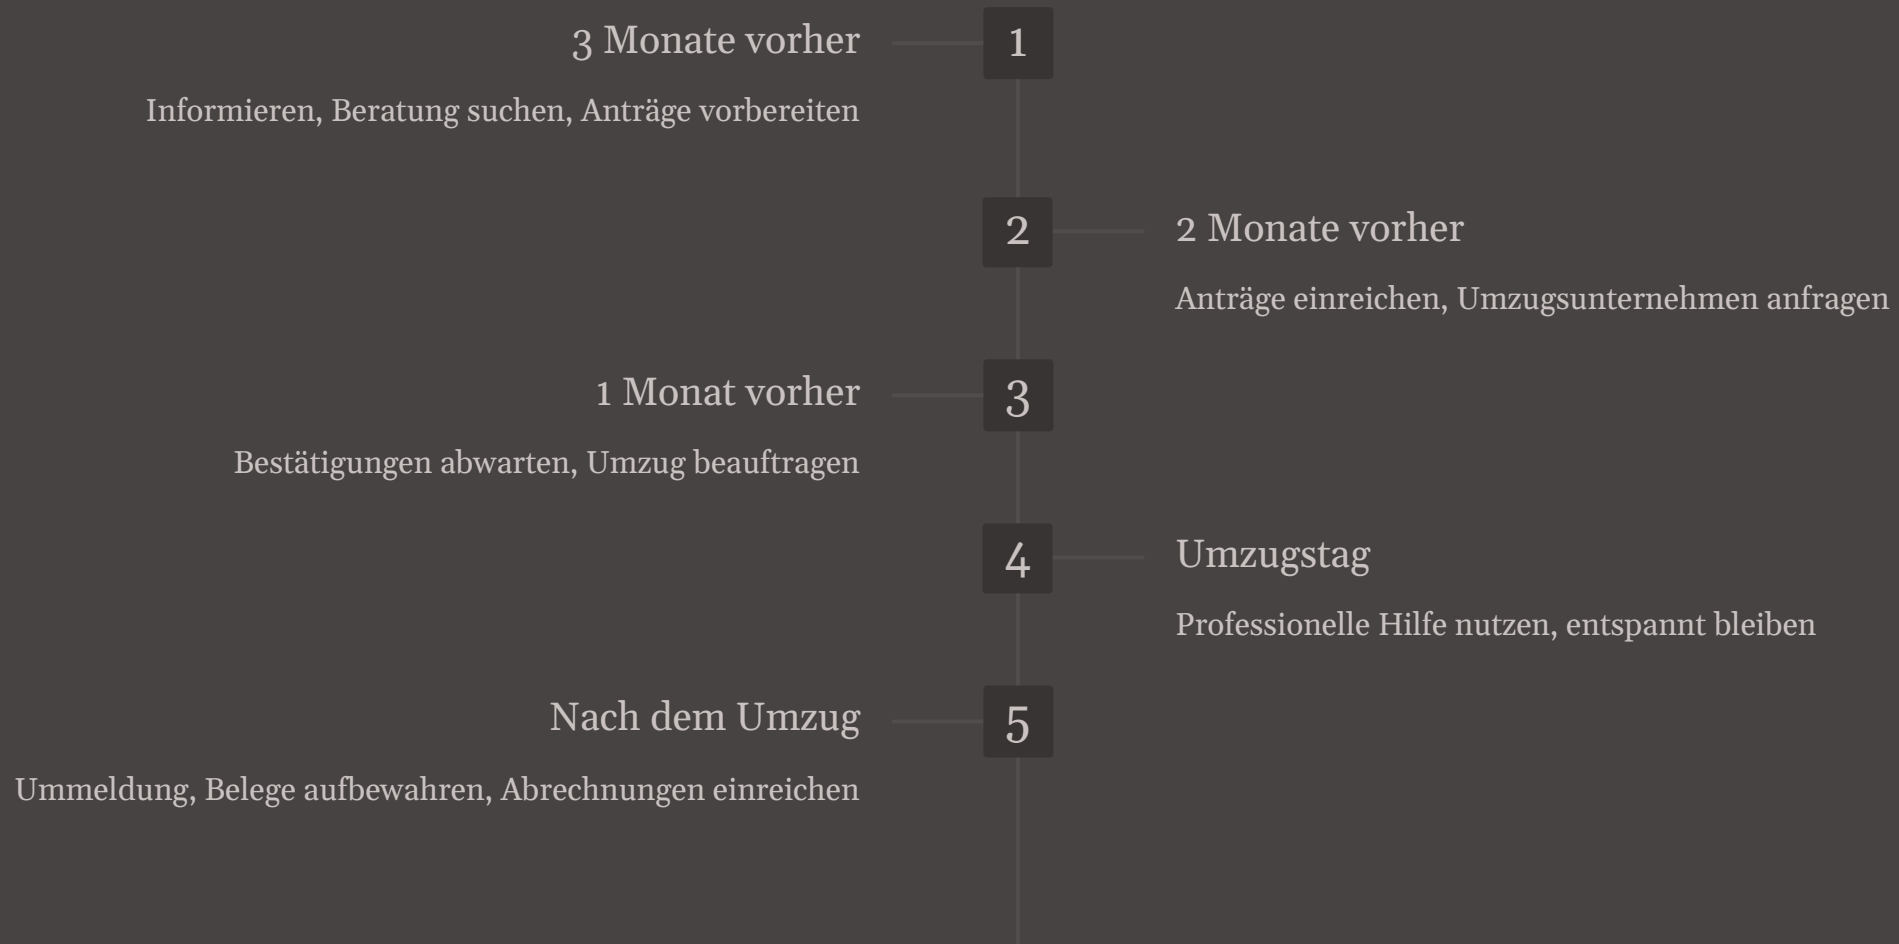 3 Monate vorher
1
Informieren, Beratung suchen, Anträge vorbereiten
2
2 Monate vorher
Anträge einreichen, Umzugsunternehmen anfragen
1 Monat vorher
3
Bestätigungen abwarten, Umzug beauftragen
4
Umzugstag
Professionelle Hilfe nutzen, entspannt bleiben
Nach dem Umzug
5
Ummeldung, Belege aufbewahren, Abrechnungen einreichen